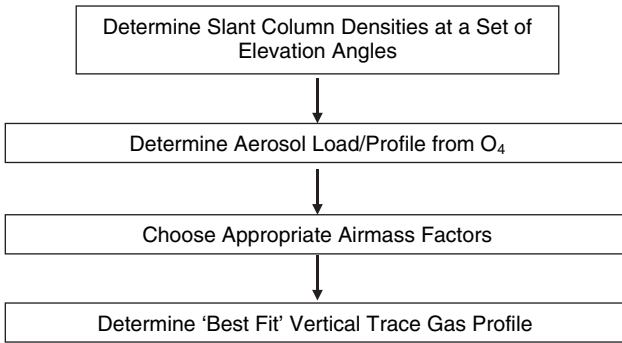 Determine Slant Column Densities at a Set of
Elevation Angles
Determine Aerosol Load/Profile from O₄
Choose Appropriate Airmass Factors
Determine ‘Best Fit’ Vertical Trace Gas Profile